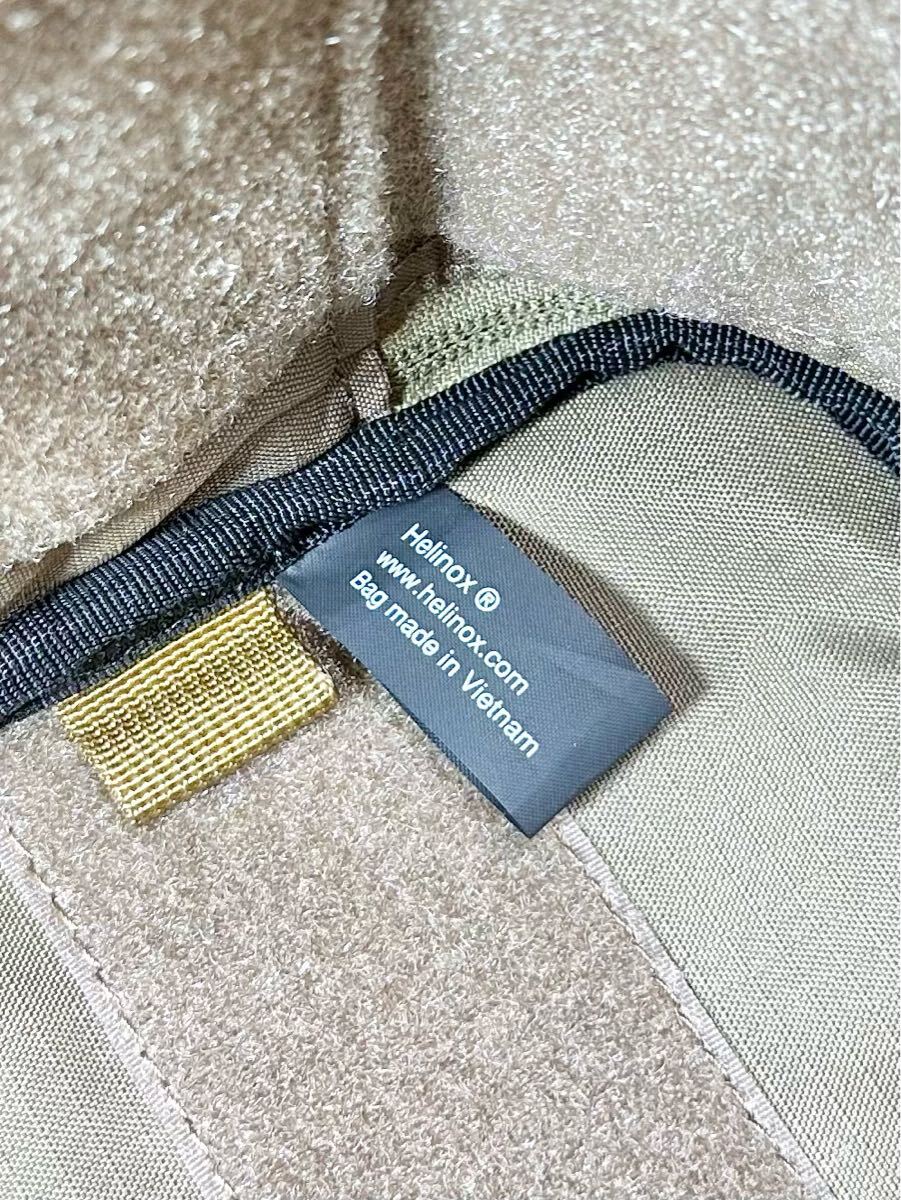 Helinox ®
www.helinox.com
Bag made in Vietnam